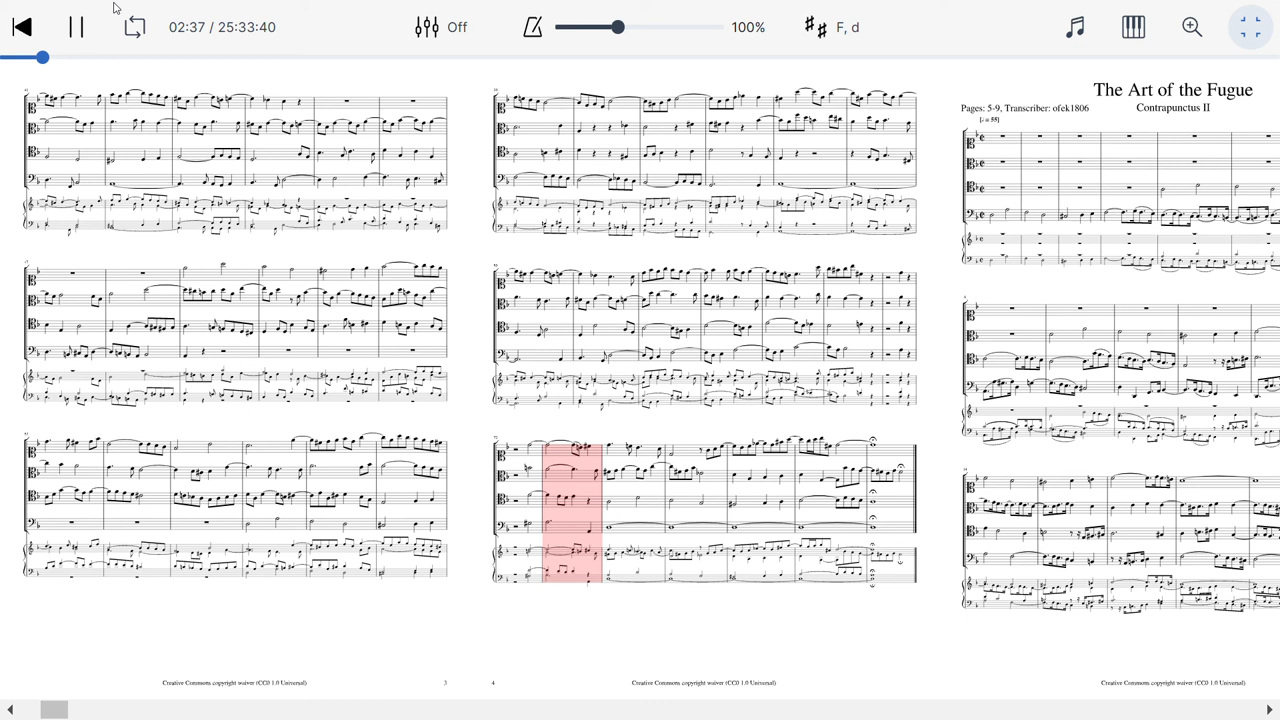 02:37 / 25:33:40
Off
100%
F, d
The Art of the Fugue
Pages: 5-9, Transcriber: ofek1806
Contrapunctus II
Creative Commons copyright waiver (CC0 1.0 Universal)
3
4
Creative Commons copyright waiver (CC0 1.0 Universal)
Creative Commons copyright waiver (CC0 1.0 Universal)